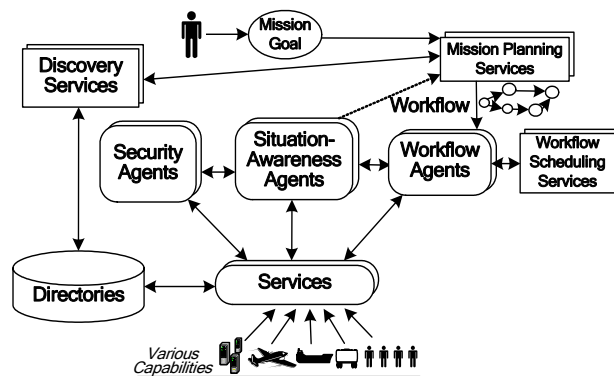 Mission
Goal
Mission Planning
Services
Discovery
Services
Workflow
Security
Agents
Situation-
Awareness
Agents
Workflow
Agents
Workflow
Scheduling
Services
Directories
Services
Various
Capabilities